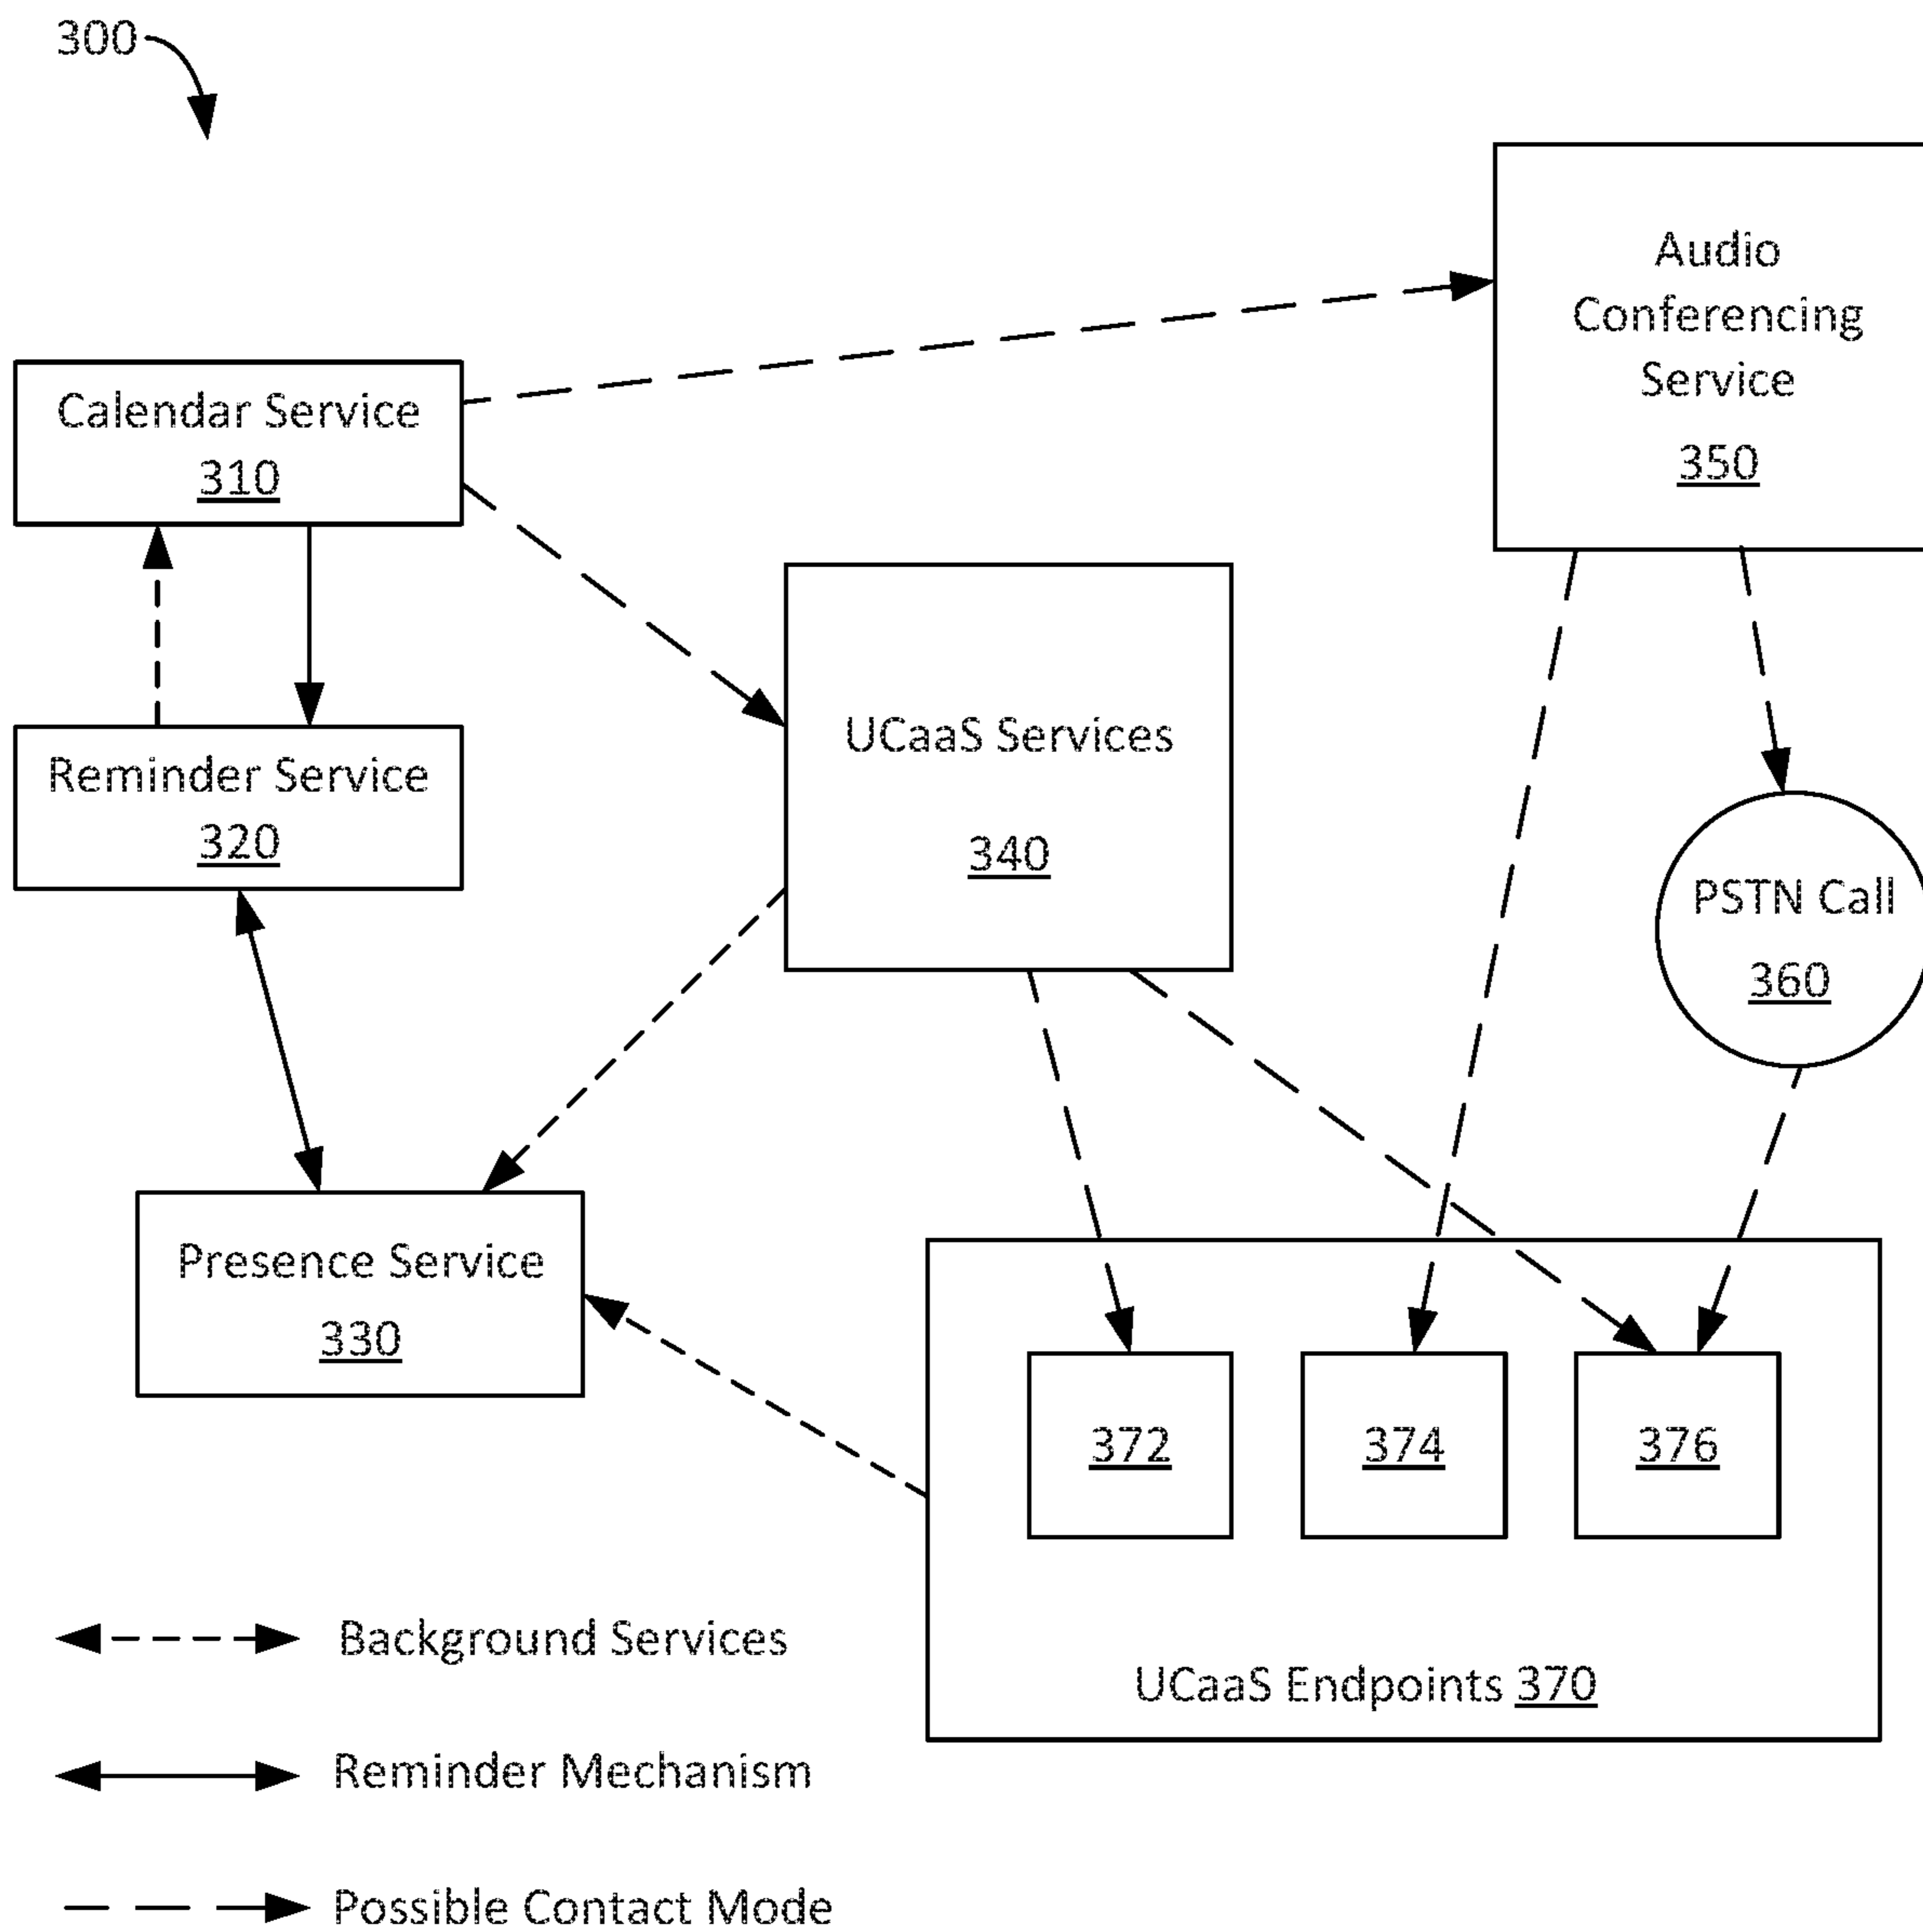 300
Audio
Conferencing
Service
350
Calendar Service
310
UCaaS Services
340
Reminder Service
320
PSTN Call
360
Presence Service
330
372
374
376
UCaaS Endpoints 370
Background Services
Reminder Mechanism
Possible Contact Mode